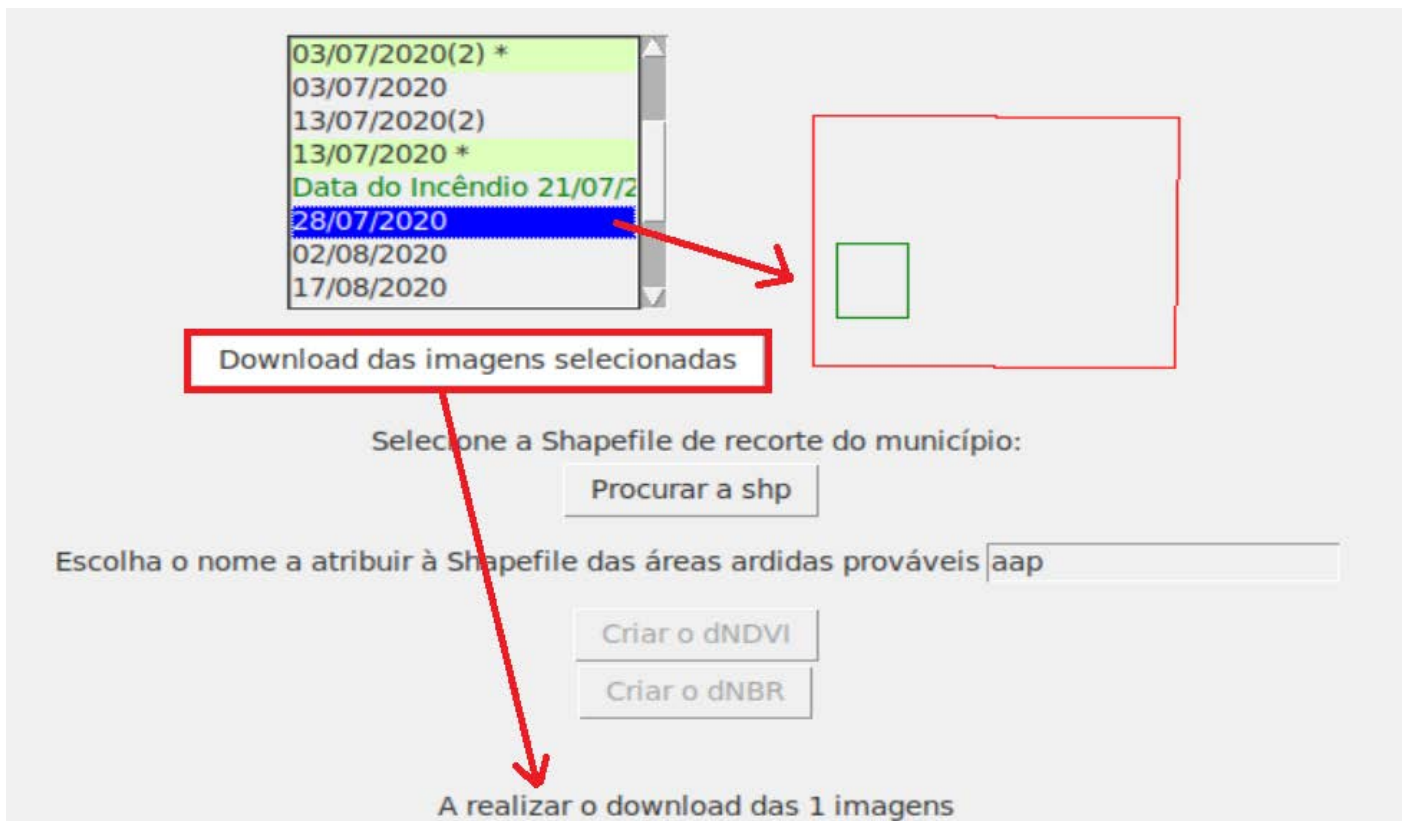 03/07/2020(2) *
03/07/2020
13/07/2020(2)
13/07/2020 *
Data do Incêndio 21/07/2
28/07/2020
02/08/2020
17/08/2020
Download das imagens selecionadas
Selecione a Shapefile de recorte do município:
Procurar a shp
Escolha o nome a atribuir à Shapefile das áreas ardidas prováveis aap
Criar o dNDVI
Criar o dNBR
A realizar o download das 1 imagens